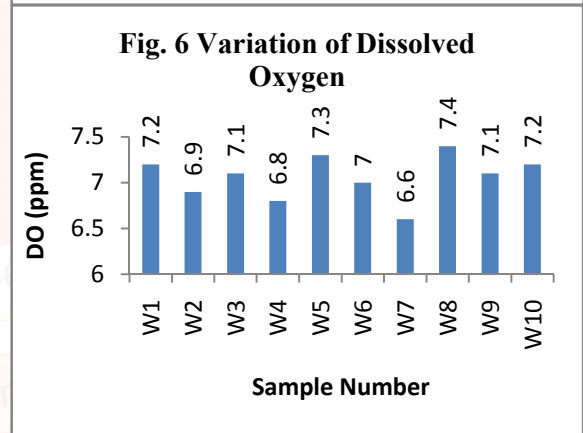 Fig. 6 Variation of Dissolved
Oxygen
DO (ppm)
7.5
7
6.5
6
7.2
6.9
7.1
6.8
7.3
7
6.6
7.4
7.1
7.2
W1
W2
W3
W4
W5
W6
W7
W8
W9
W10
Sample Number